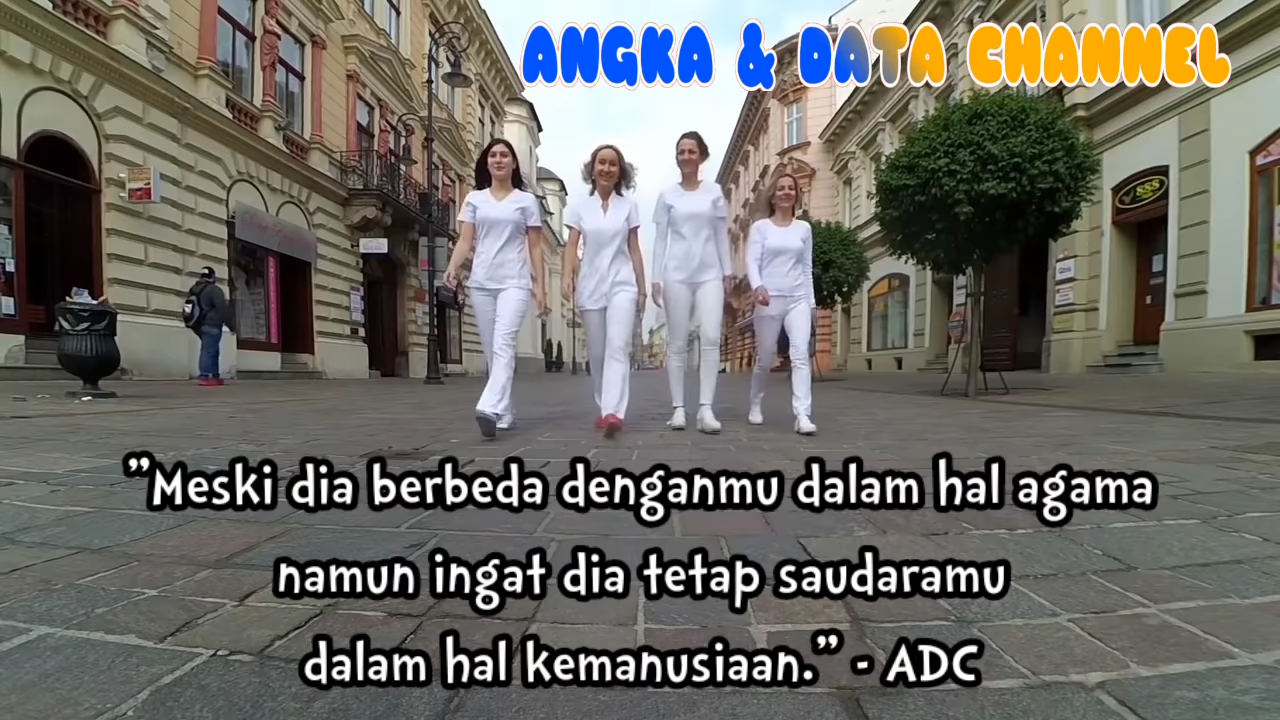 ANGKA & DATA CHANNEL
888
"Meski dia berbeda denganmu dalam hal agama
namun ingat dia tetap saudaramu
dalam hal kemanusiaan." - ADC